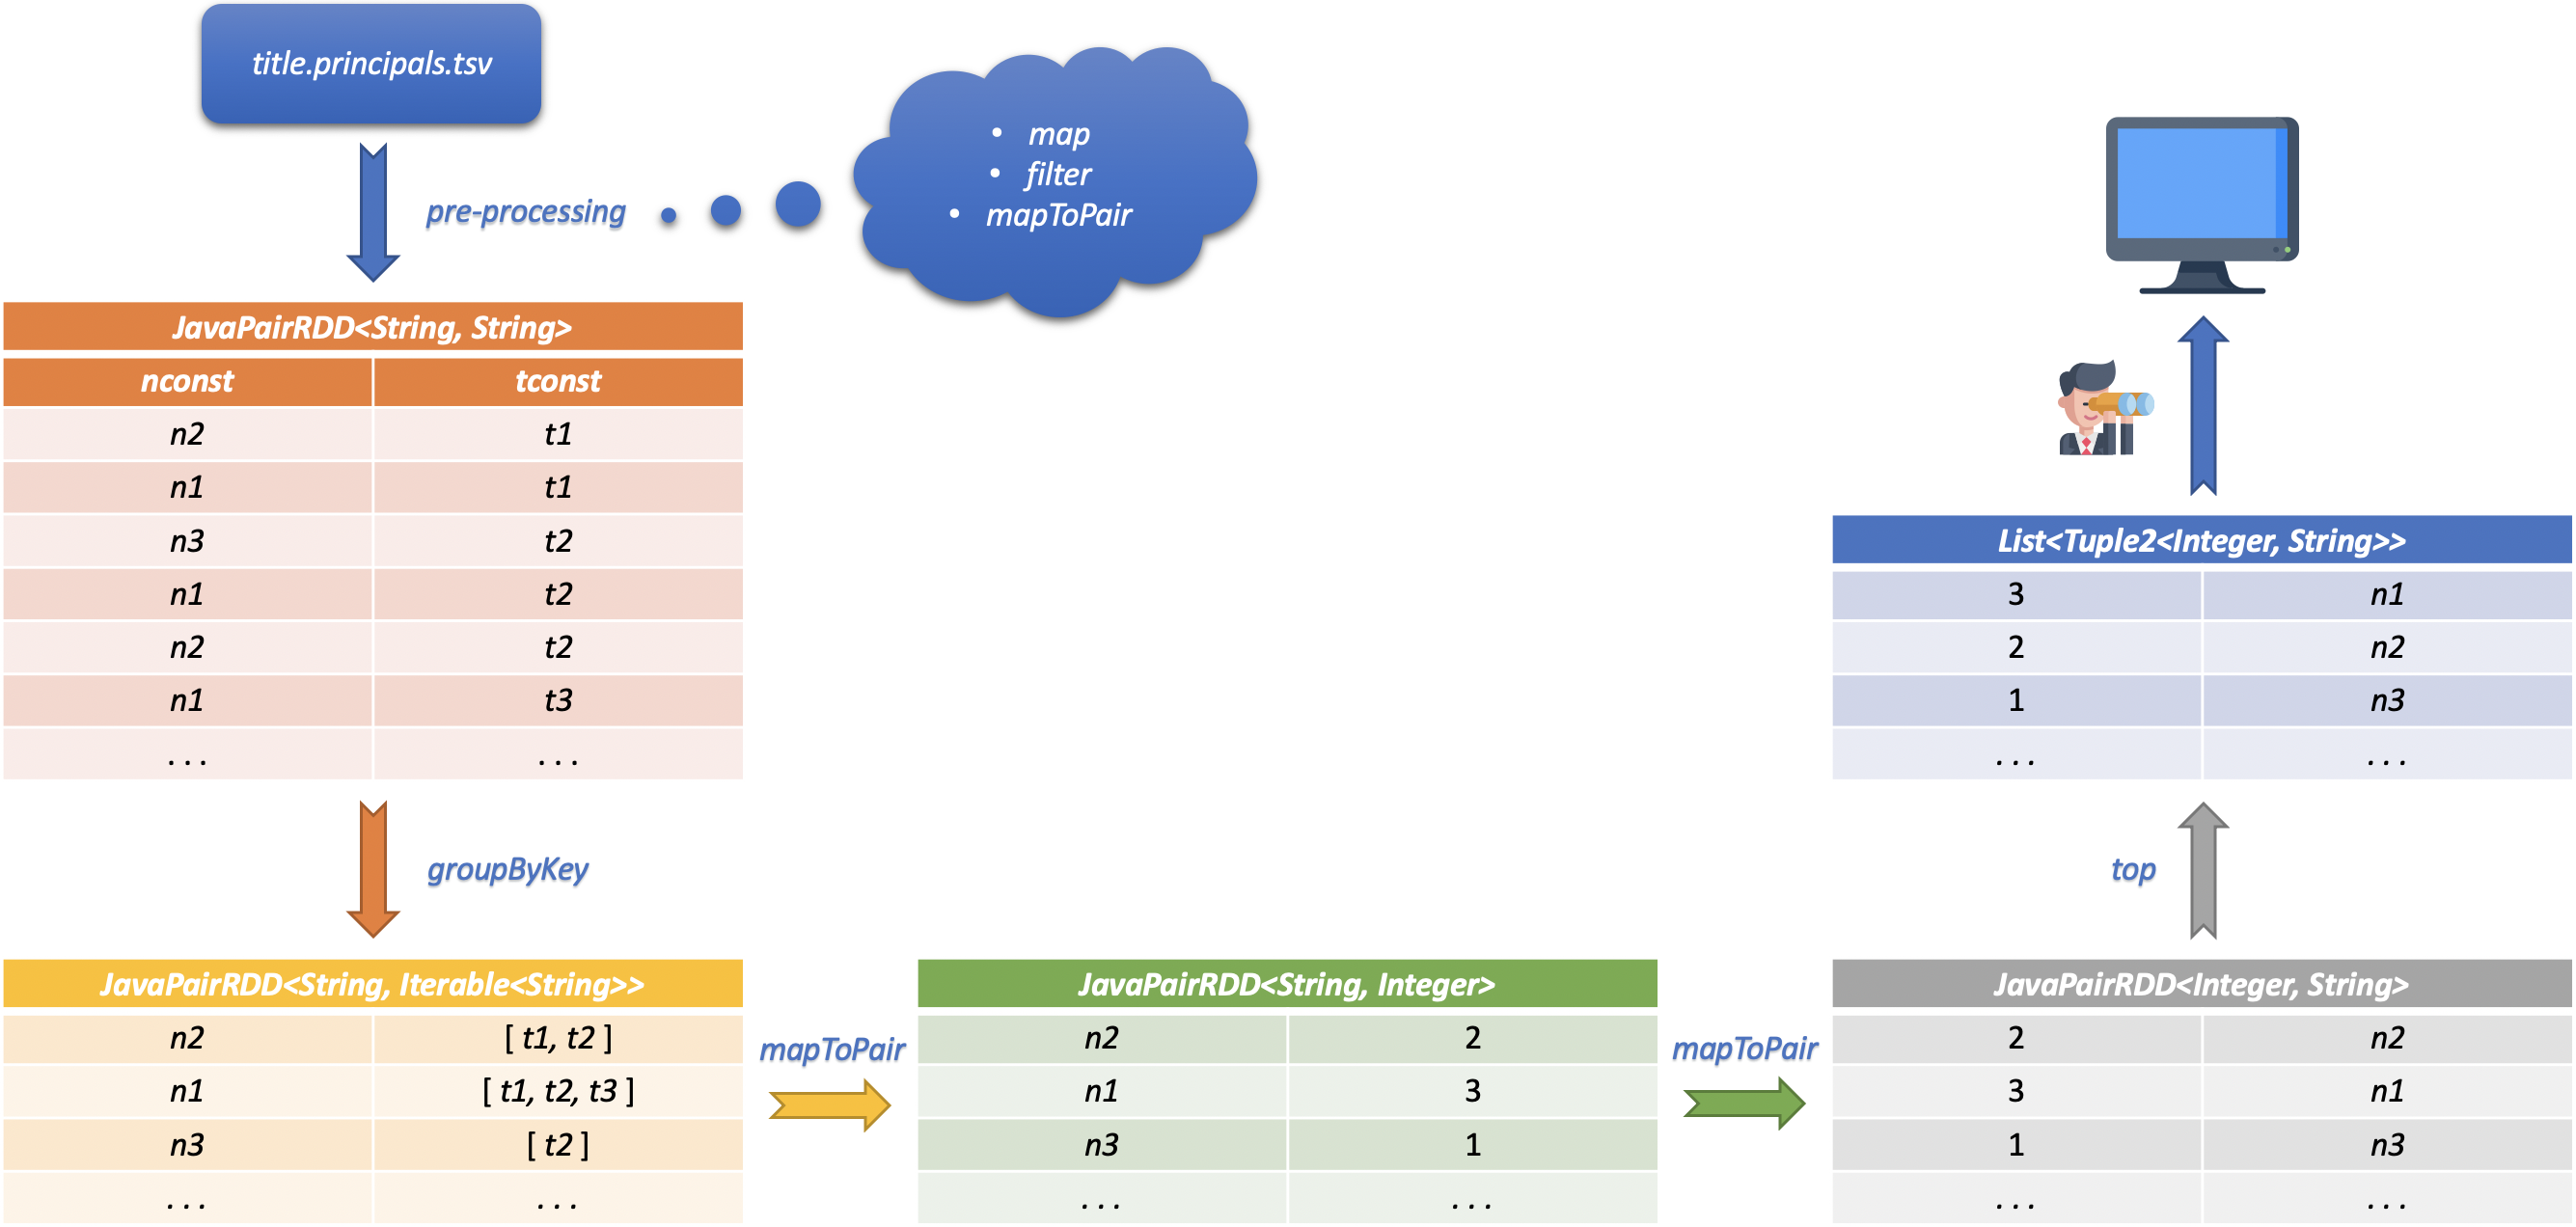 title.principals.tsv
pre-processing
• map
• filter
• mapToPair
JavaPairRDD<String, String>
nconst tconst
n2 t1
n1 t1
n3 t2
n1 t2
n2 t2
n1 t3
. . . . . .
groupByKey
JavaPairRDD<String, Iterable<String>>
n2 [ t1, t2 ]
n1 [ t1, t2, t3 ]
n3 [ t2 ]
. . . . . .
mapToPair
JavaPairRDD<String, Integer>
n2 2
n1 3
n3 1
. . . . . .
mapToPair
JavaPairRDD<Integer, String>
2 n2
3 n1
1 n3
. . . . . .
top
List<Tuple2<Integer, String>>
3 n1
2 n2
1 n3
. . . . . .